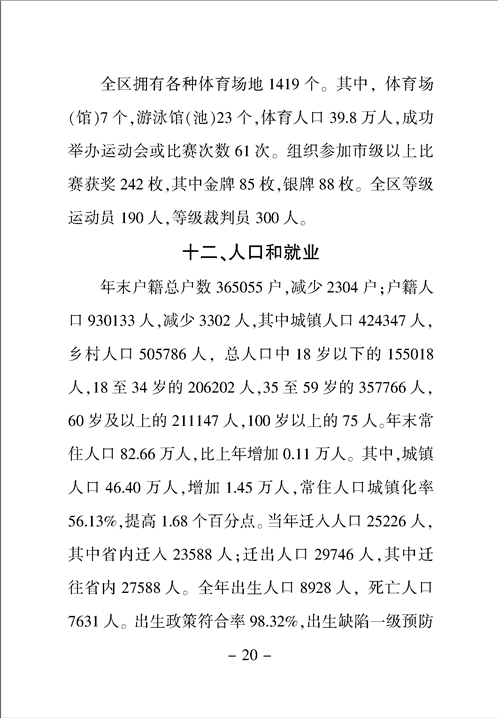 全区拥有各种体育场地 1419 个。其中，体育场
(馆)7 个,游泳馆(池)23 个,体育人口 39.8 万人,成功
举办运动会或比赛次数 61 次。组织参加市级以上比
赛获奖 242 枚,其中金牌 85 枚,银牌 88 枚。全区等级
运动员 190 人,等级裁判员 300 人。
十二、人口和就业
年末户籍总户数 365055 户,减少 2304 户;户籍人
口 930133 人,减少 3302 人,其中城镇人口 424347 人,
乡村人口 505786 人，总人口中 18 岁以下的 155018
人,18 至 34 岁的 206202 人,35 至 59 岁的 357766 人,
60 岁及以上的 211147 人,100 岁以上的 75 人。年末常
住人口 82.66 万人,比上年增加 0.11 万人。其中,城镇
人口 46.40 万人,增加 1.45 万人,常住人口城镇化率
56.13%,提高 1.68 个百分点。当年迁入人口 25226 人,
其中省内迁入 23588 人;迁出人口 29746 人,其中迁
往省内 27588 人。全年出生人口 8928 人，死亡人口
7631 人。出生政策符合率 98.32%,出生缺陷一级预防
- 20 -